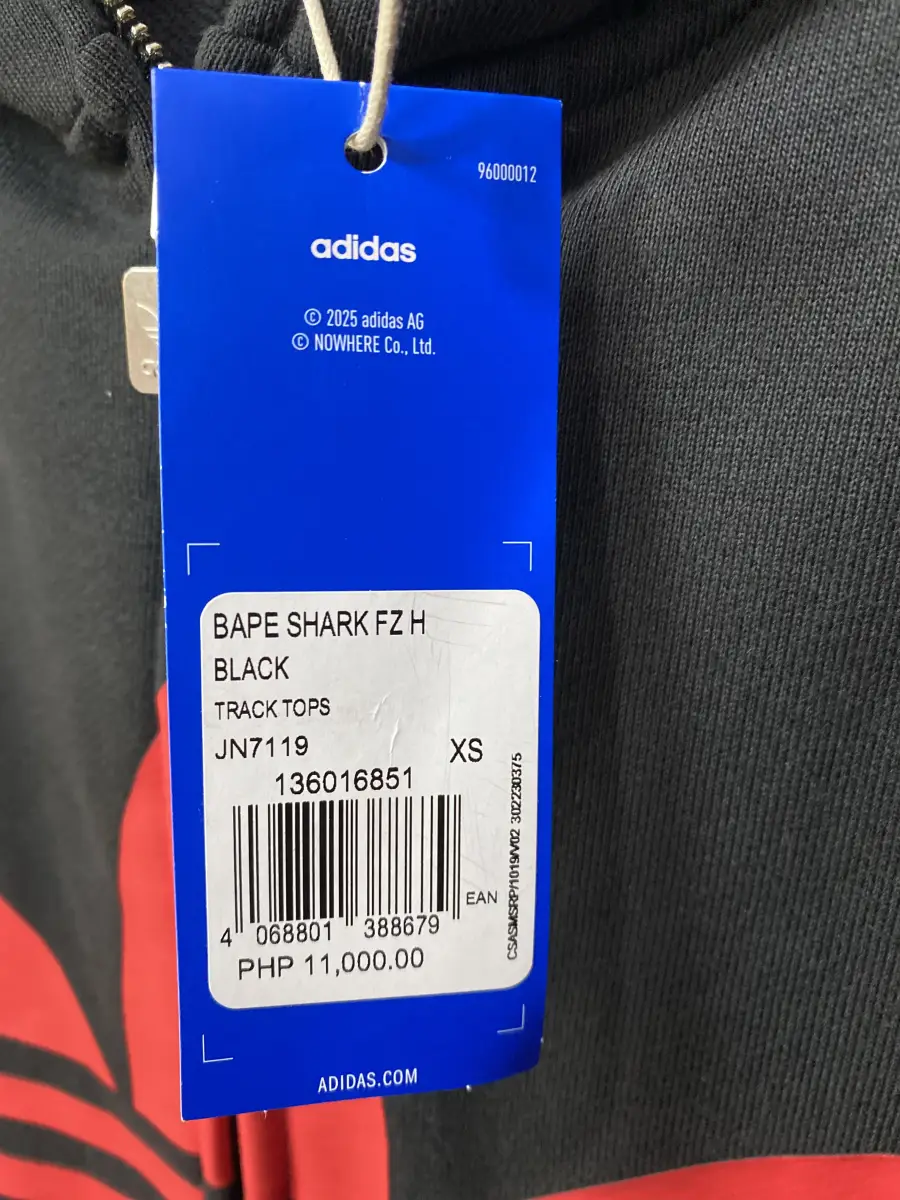 96000012
adidas
© 2025 adidas AG
© NOWHERE Co., Ltd.
BAPE SHARK FZ H
BLACK
TRACK TOPS
JN7119 XS
136016851
EAN
4 068801 388679
PHP 11,000.00
CSASMSRP/1019/V02 302230375
ADIDAS.COM